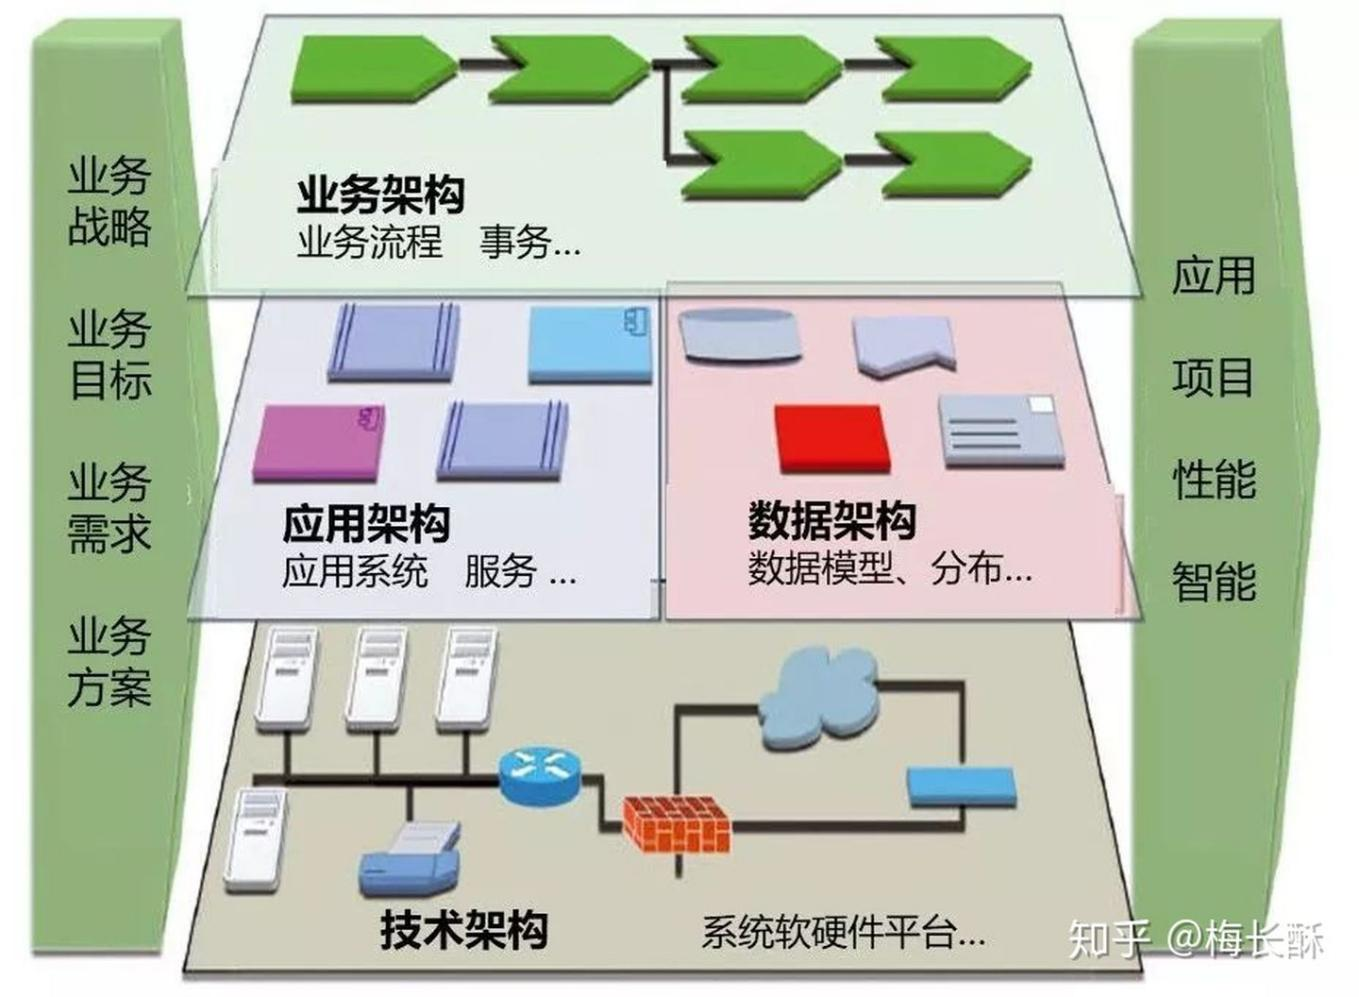 业务
战略
业务
目标
业务
需求
业务
方案
业务架构
业务流程 事务...
应用架构
应用系统 服务 ...
数据架构
数据模型、分布...
技术架构
系统软硬件平台...
应用
项目
性能
智能
知乎 @梅长酥